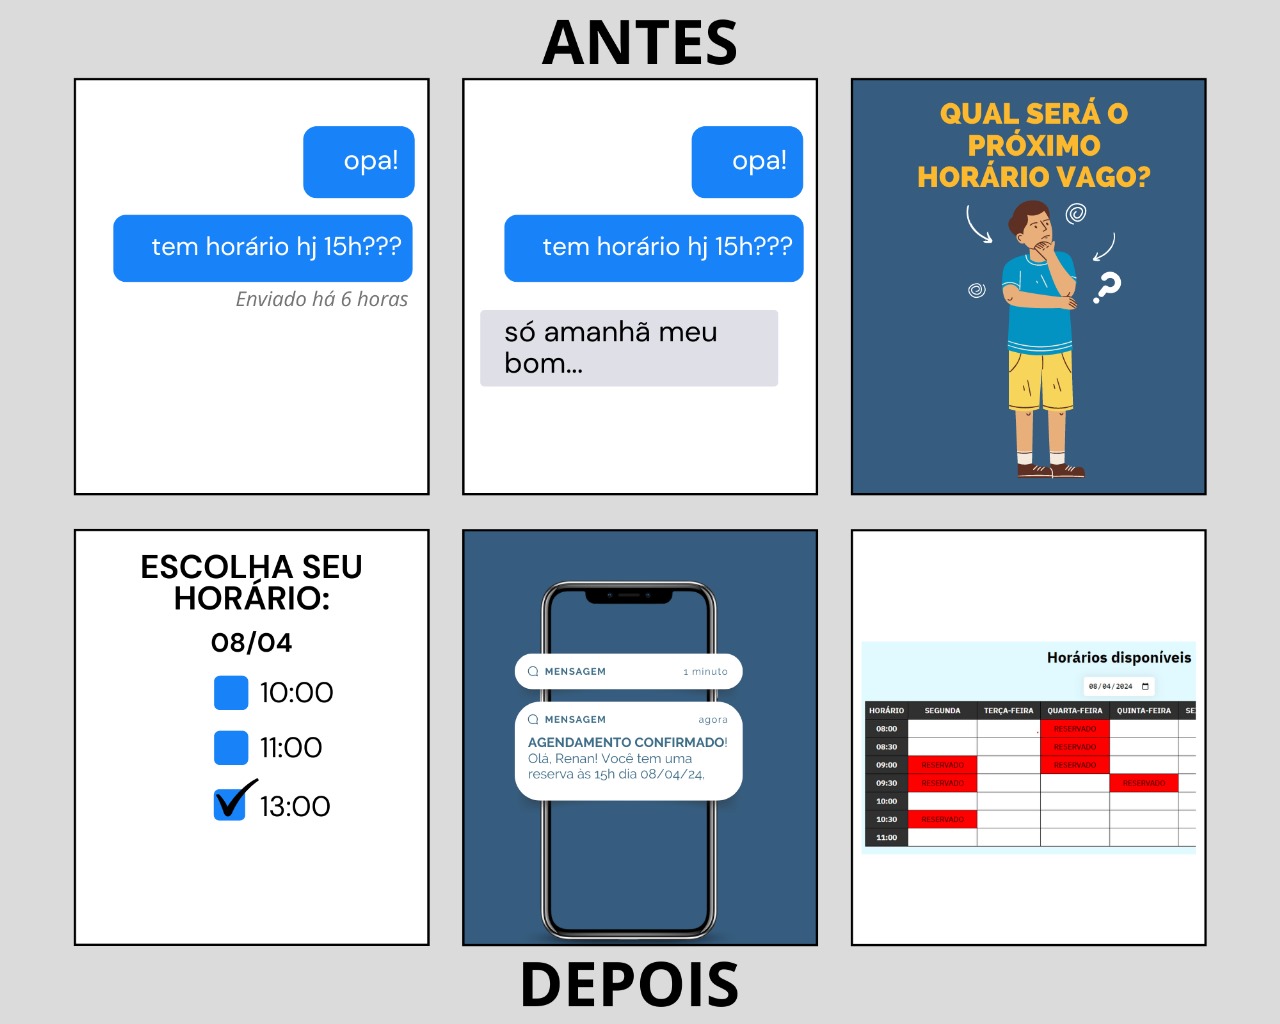 ANTES
opa!
tem horário hj 15h???
Enviado há 6 horas
opa!
tem horário hj 15h???
só amanhã meu
bom...
QUAL SERÁ O
PRÓXIMO
HORÁRIO VAGO?
?
ESCOLHA SEU
HORÁRIO:
08/04
10:00
11:00
13:00
MENSAGEM 1 minuto
MENSAGEM agora
AGENDAMENTO CONFIRMADO!
Olá, Renan! Você tem uma
reserva às 15h dia 08/04/24.
Horários disponíveis
08/04/2024
HORÁRIO SEGUNDA TERÇA-FEIRA QUARTA-FEIRA QUINTA-FEIRA SE
08:00 RESERVADO
08:30 RESERVADO
09:00 RESERVADO RESERVADO
09:30 RESERVADO RESERVADO
10:00
10:30 RESERVADO
11:00
DEPOIS